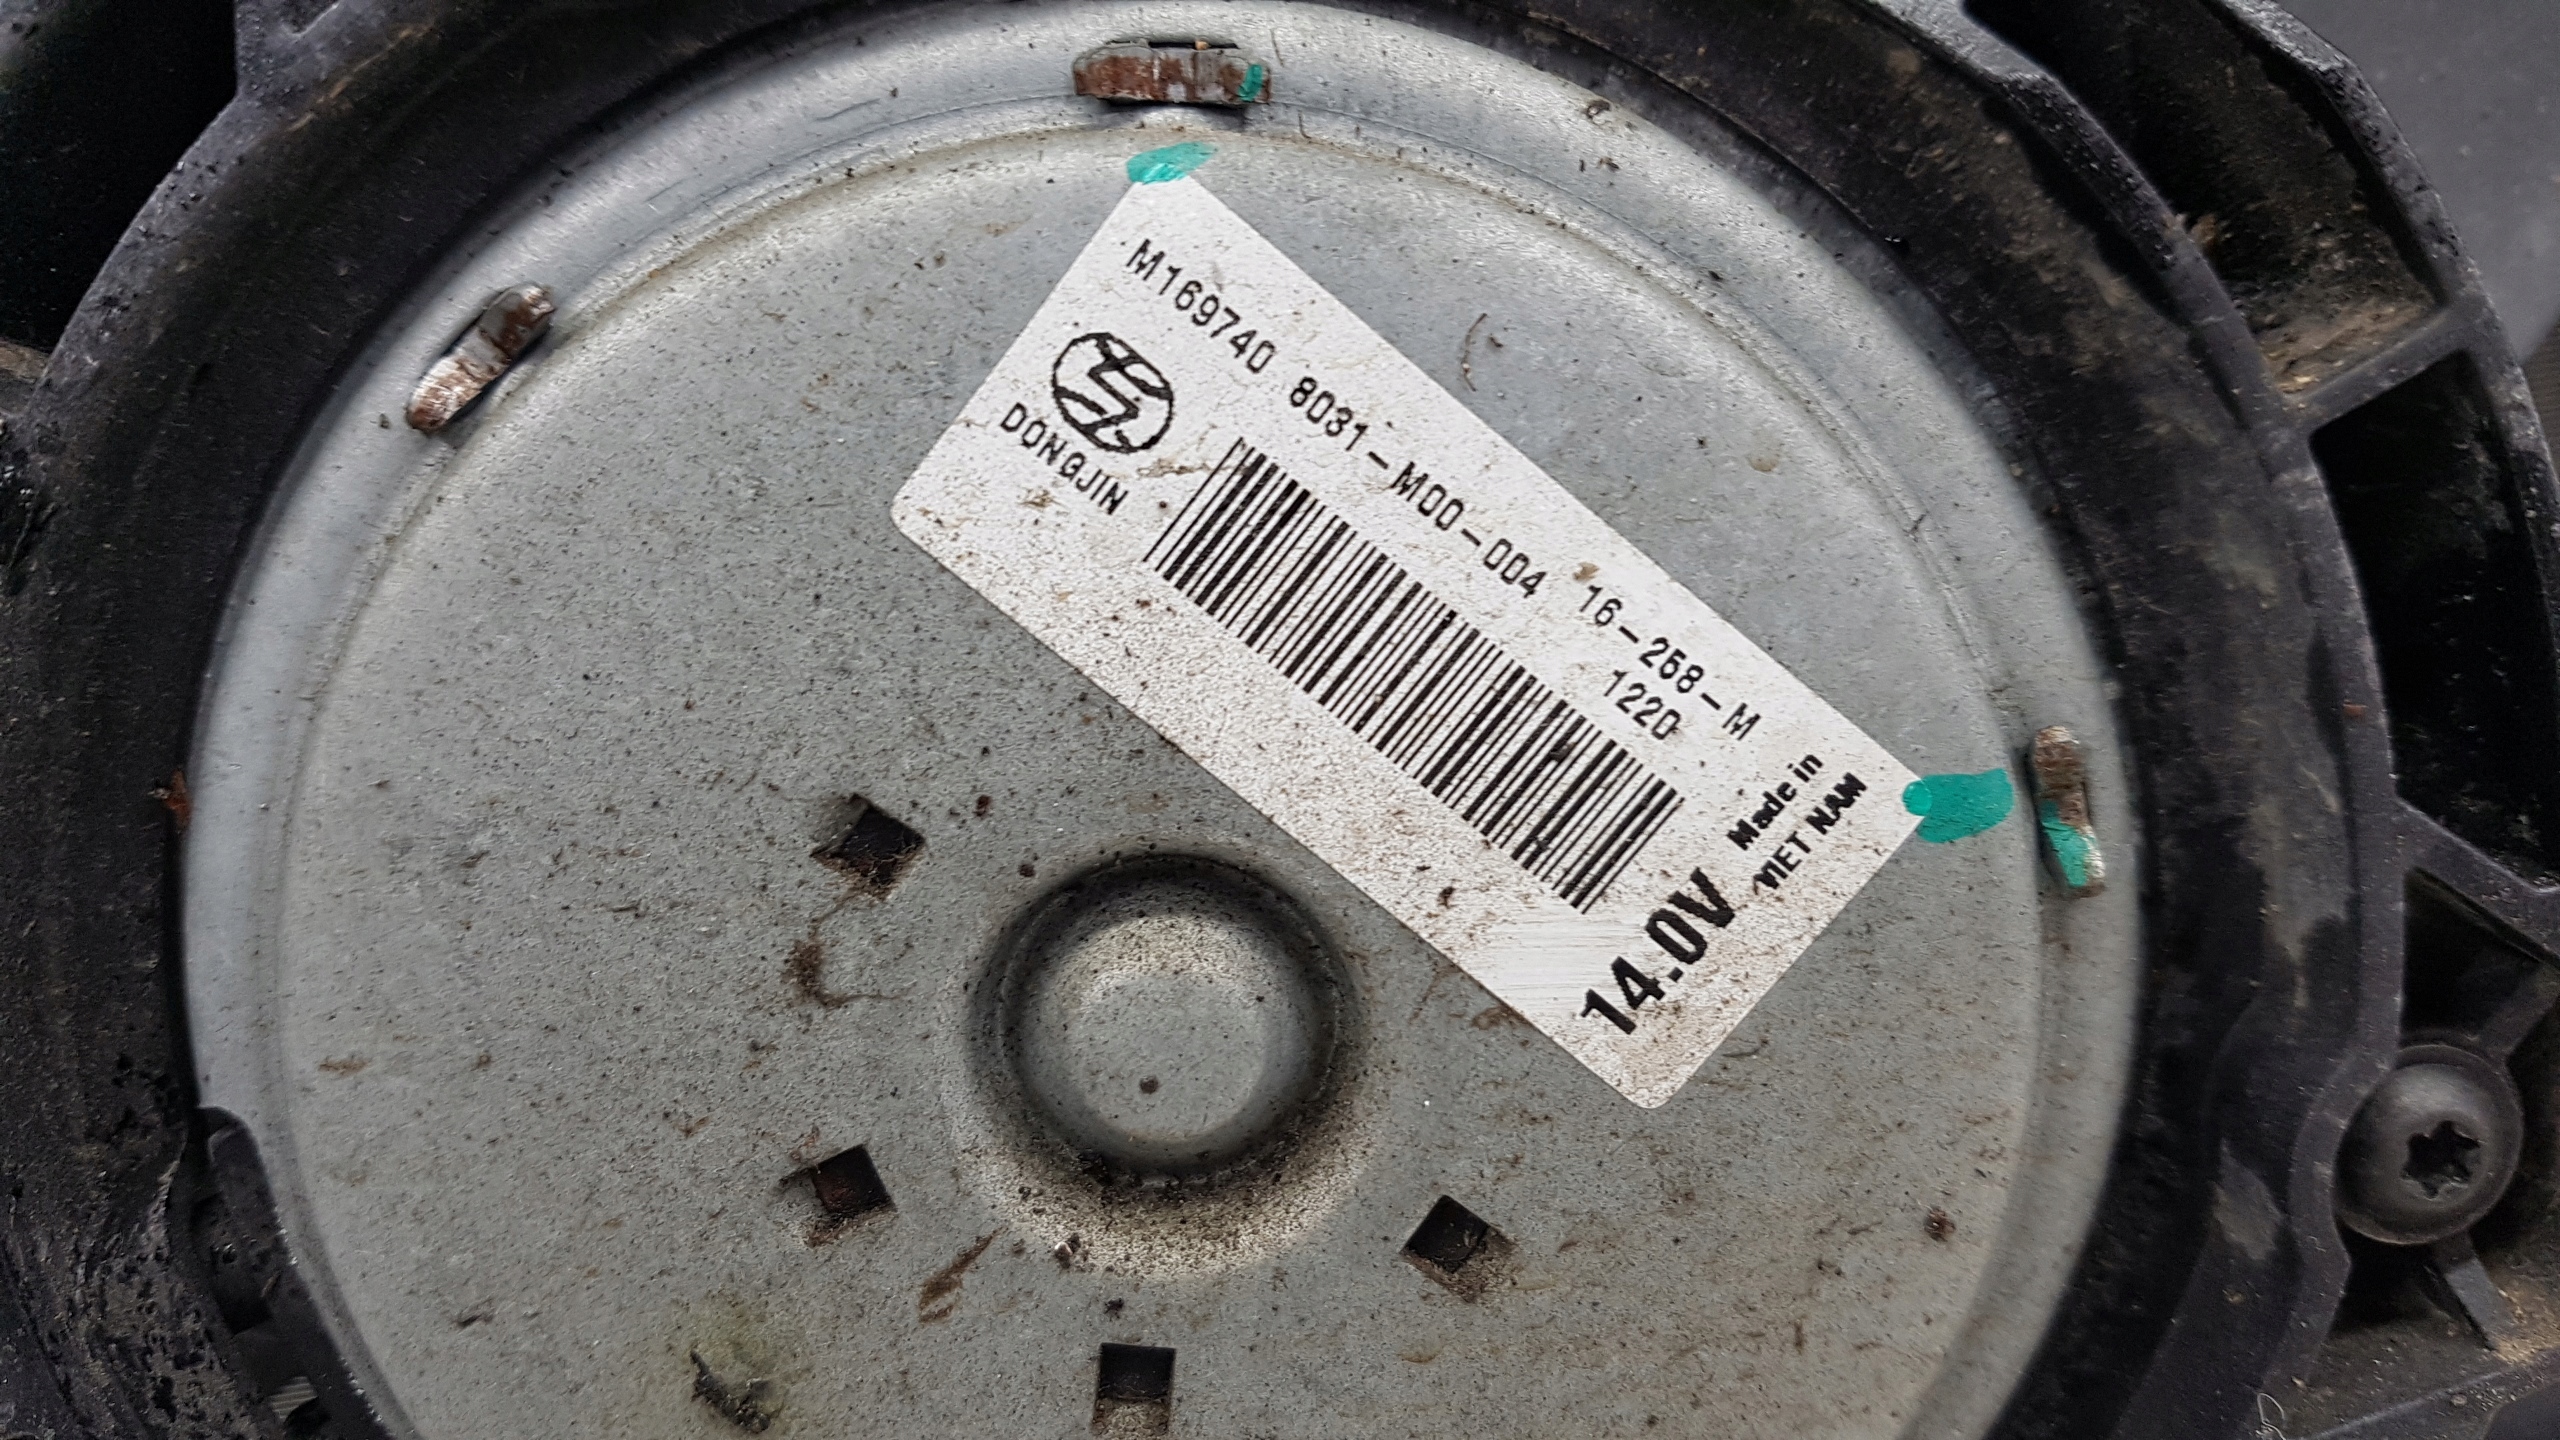 M169740 8031-M00-004 16-258-M
1220
DONGJIN
14.0V
Made in
VIET NAM